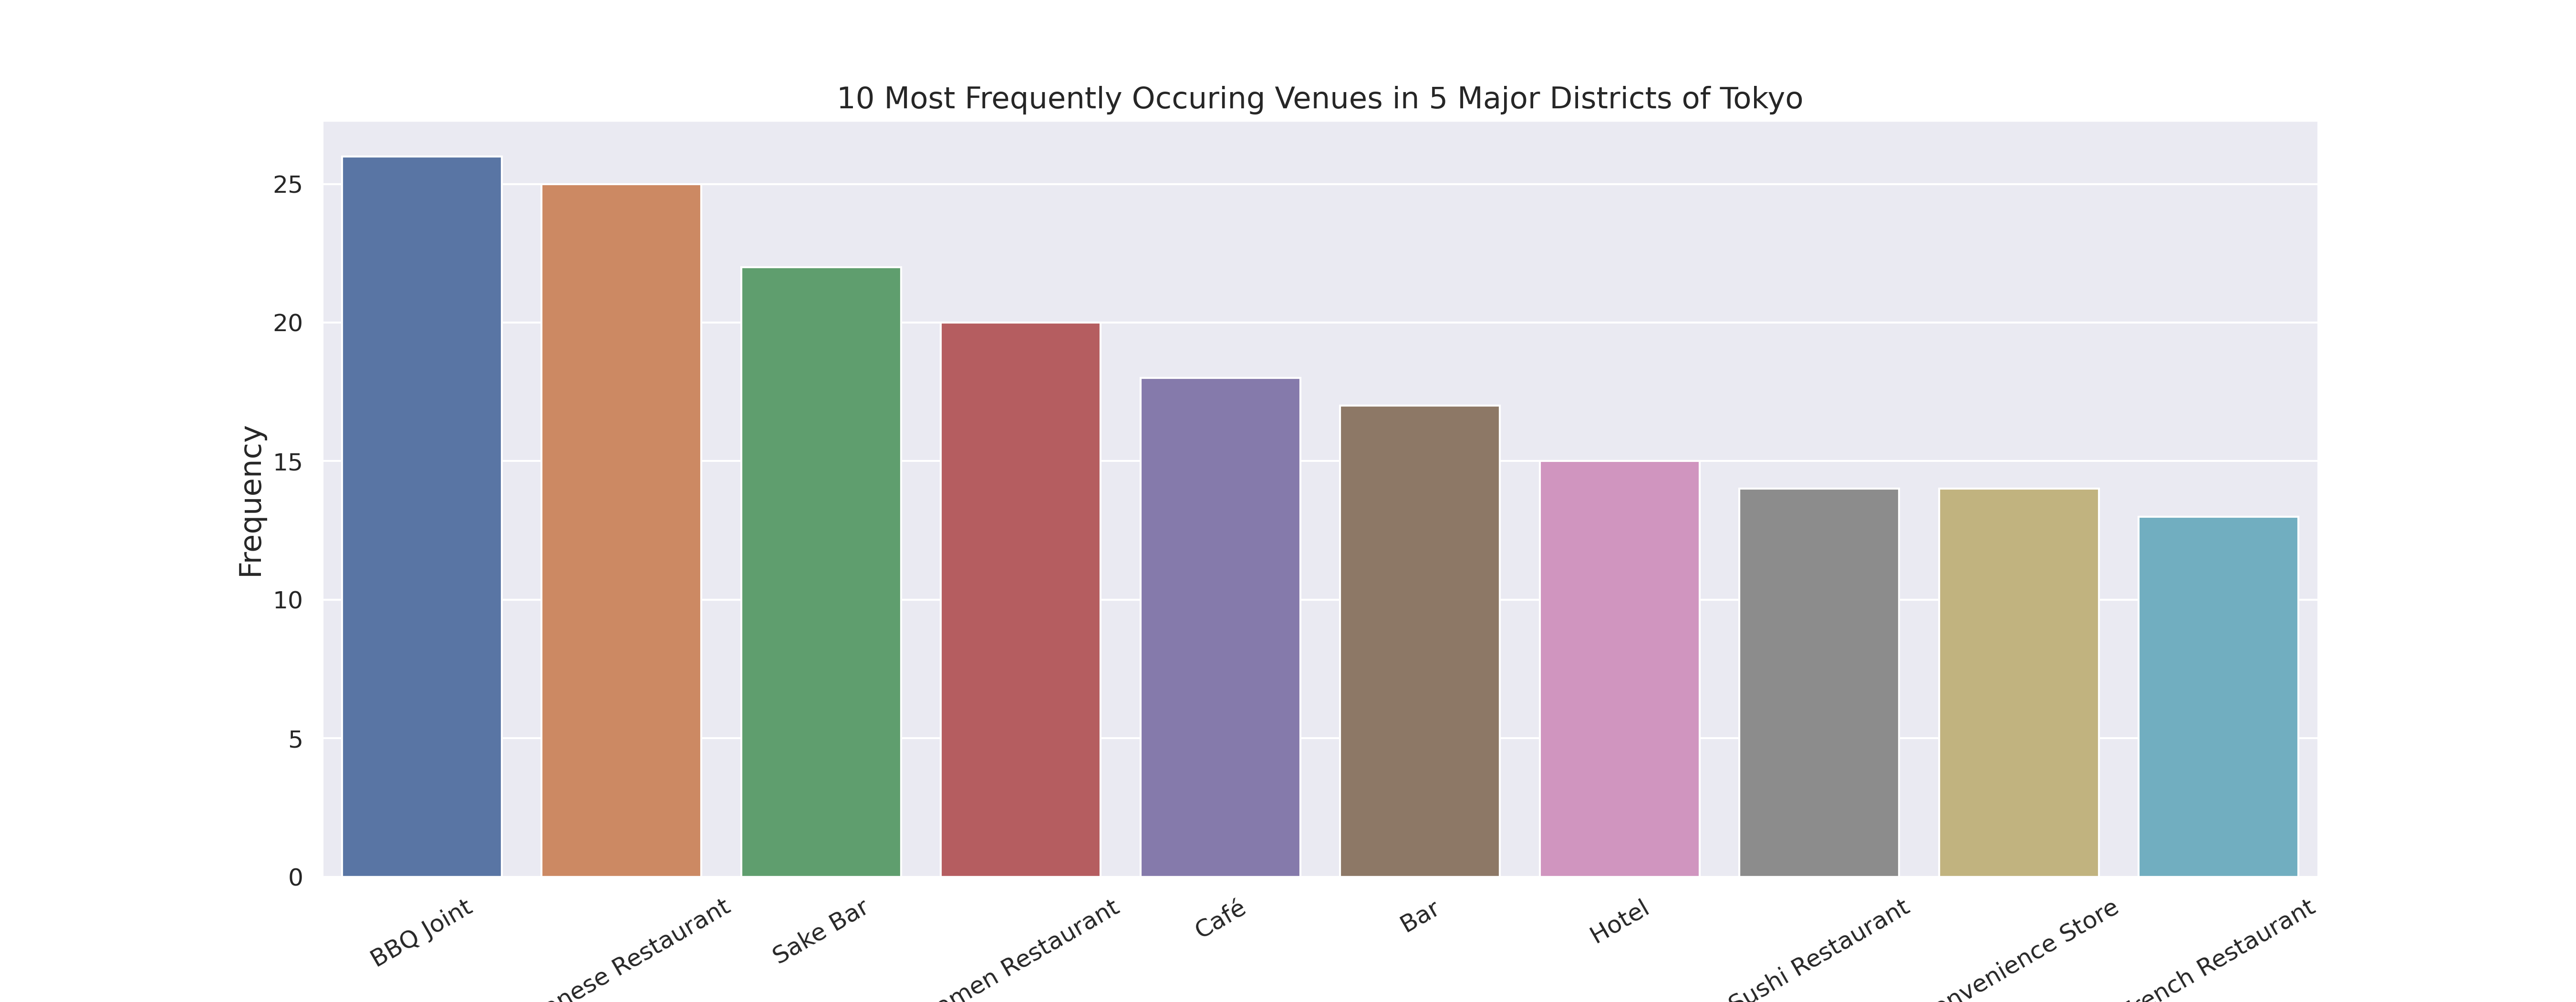 10 Most Frequently Occuring Venues in 5 Major Districts of Tokyo
Frequency
25
20
15
10
5
0
BBQ Joint
Restaurant
Sake Bar
Restaurant
Café
Bar
Hotel
Sushi Restaurant
Store
Restaurant